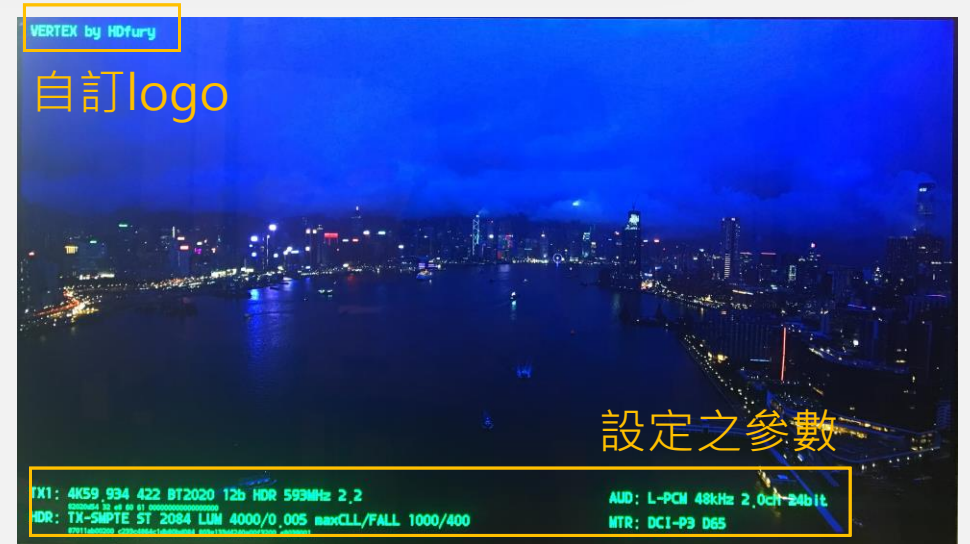 VERTEX by HDfury
自訂logo
設定之參數
TX1: 4K59.934 422 BT2020 12b HDR 593MHz 2.2
HDR: TX-SMPTE ST 2084 LUM 4000/0.005 maxCLL/FALL 1000/400
AUD: L-PCM 48kHz 2.0ch 24bit
MTR: DCI-P3 D65